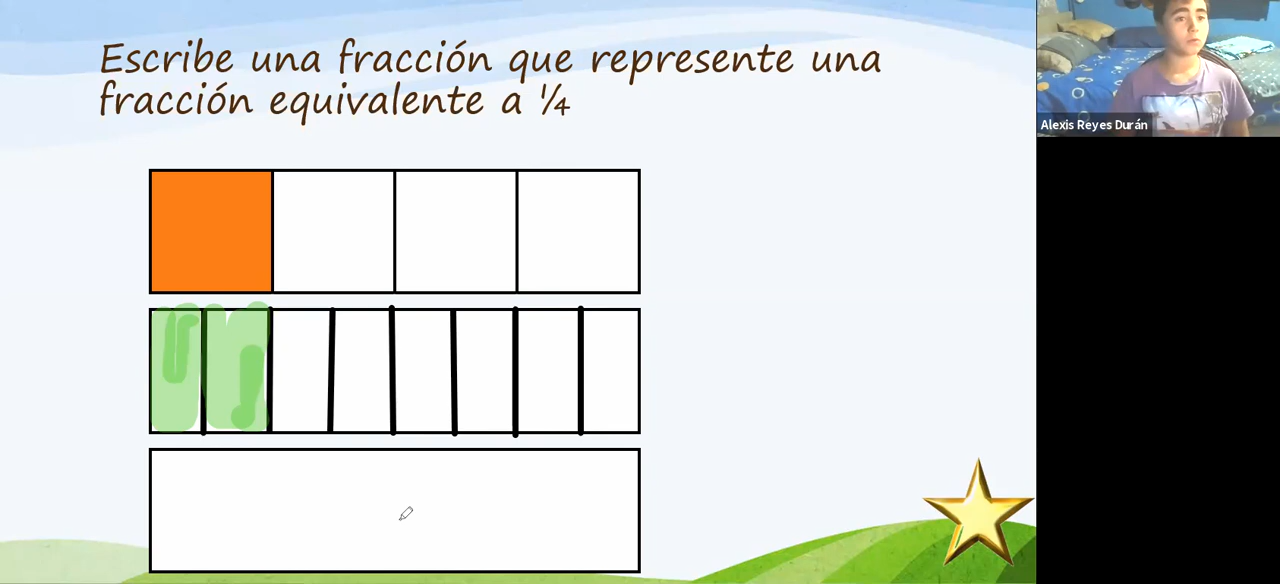 Escribe una fracción que represente una
fracción equivalente a ¼
Alexis Reyes Durán